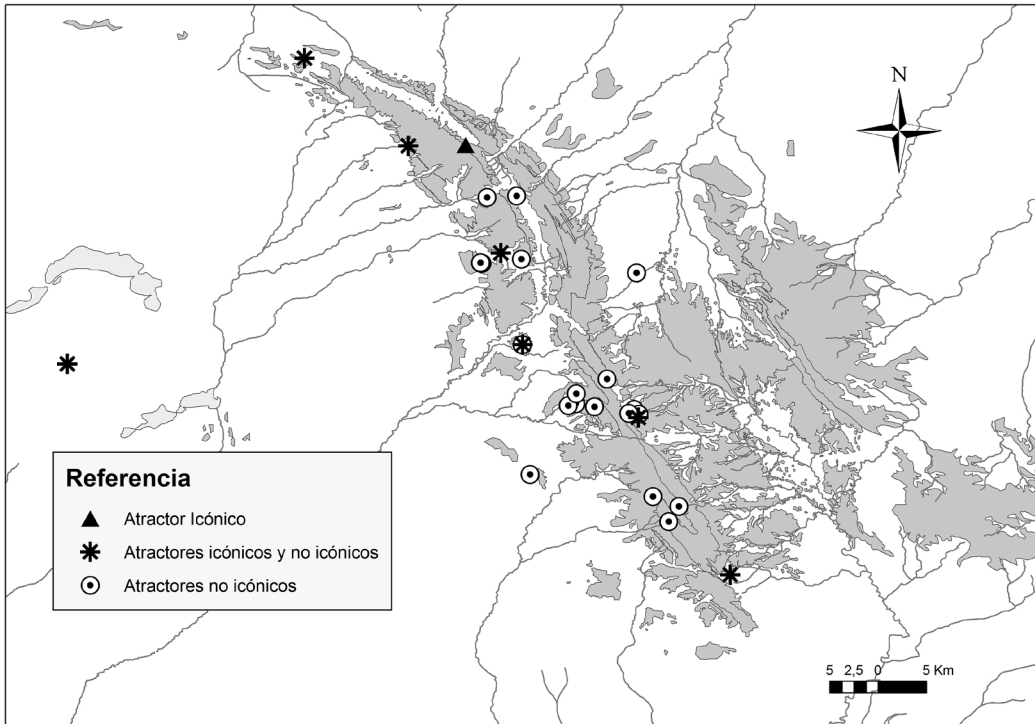 N
Referencia
Atractor Icónico
Atractores icónicos y no icónicos
Atractores no icónicos
5 2,5 0 5 Km